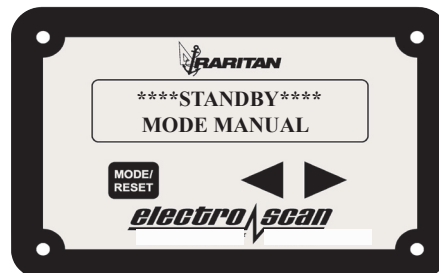 RARITAN
****STANDBY****
MODE MANUAL
MODE/
RESET
electro scan